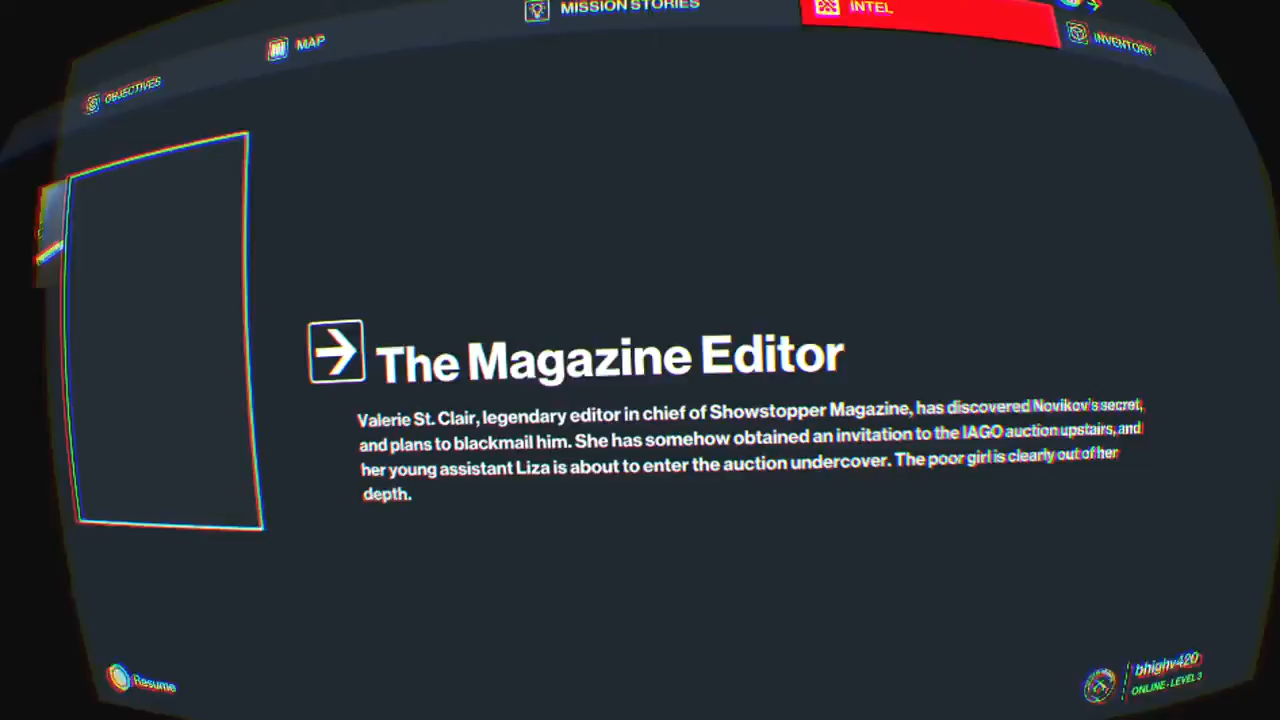 MISSION STORIES
INTEL
MAP
INVENTORY
OBJECTIVES
The Magazine Editor
Valerie St. Clair, legendary editor in chief of Showstopper Magazine, has discovered Novikov's secret,
and plans to blackmail him. She has somehow obtained an invitation to the IAGO auction upstairs, and
her young assistant Liza is about to enter the auction undercover. The poor girl is clearly out of her
depth.
Resume
bhighv420
ONLINE - LEVEL 3